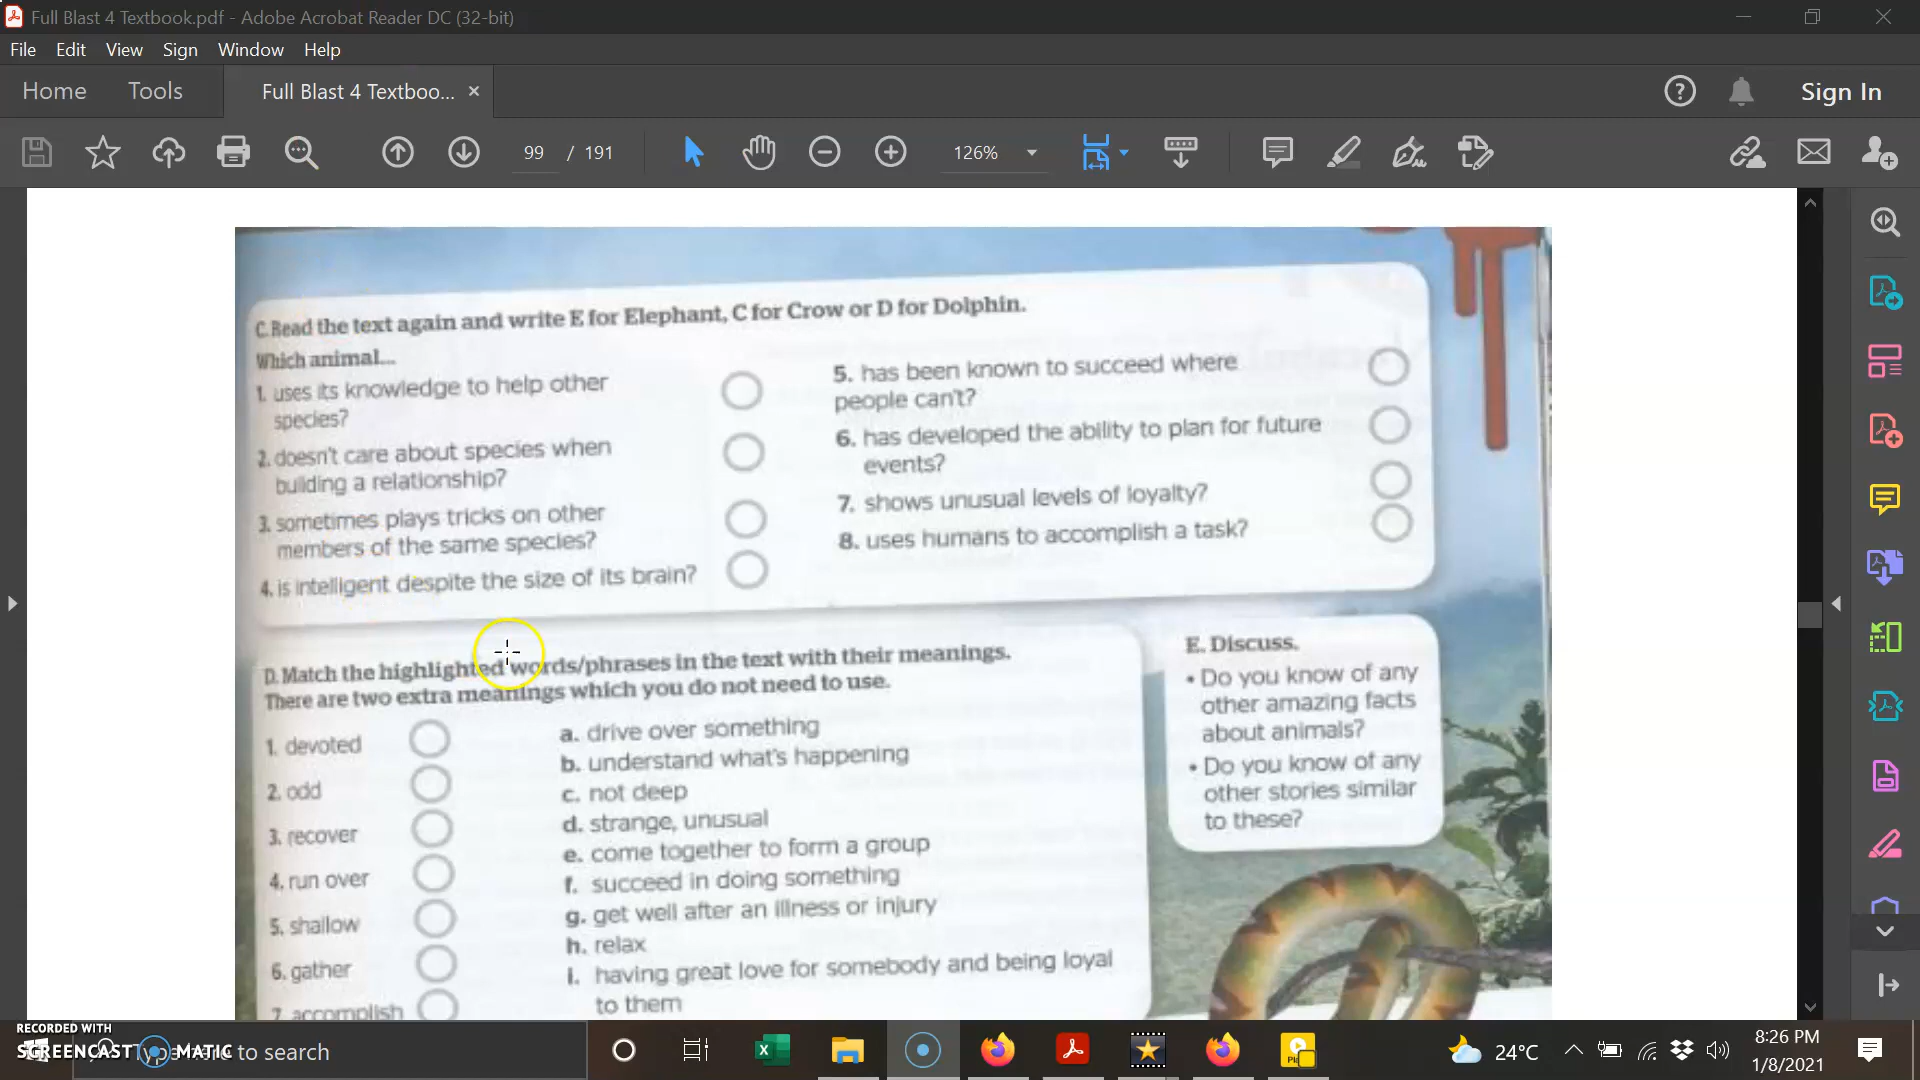 Full Blast 4 Textbook.pdf - Adobe Acrobat Reader DC (32-bit)
File Edit View Sign Window Help
Home Tools Full Blast 4 Textboo... × Sign In
99 / 191 126%
C. Read the text again and write E for Elephant, C for Crow or D for Dolphin.
Which animal...
1. uses its knowledge to help other
species?
2. doesn't care about species when
building a relationship?
3. sometimes plays tricks on other
members of the same species?
4. is intelligent despite the size of its brain?
5. has been known to succeed where
people can't?
6. has developed the ability to plan for future
events?
7. shows unusual levels of loyalty?
8. uses humans to accomplish a task?
D. Match the highlighted words/phrases in the text with their meanings.
There are two extra meanings which you do not need to use.
1. devoted
2. odd
3. recover
4. run over
5. shallow
6. gather
7. accomplish
a. drive over something
b. understand what's happening
c. not deep
d. strange, unusual
e. come together to form a group
f. succeed in doing something
g. get well after an illness or injury
h. relax
i. having great love for somebody and being loyal
to them
E. Discuss.
• Do you know of any
other amazing facts
about animals?
• Do you know of any
other stories similar
to these?
RECORDED WITH
SCREENCAST MATIC
to search
24°C
8:26 PM
1/8/2021